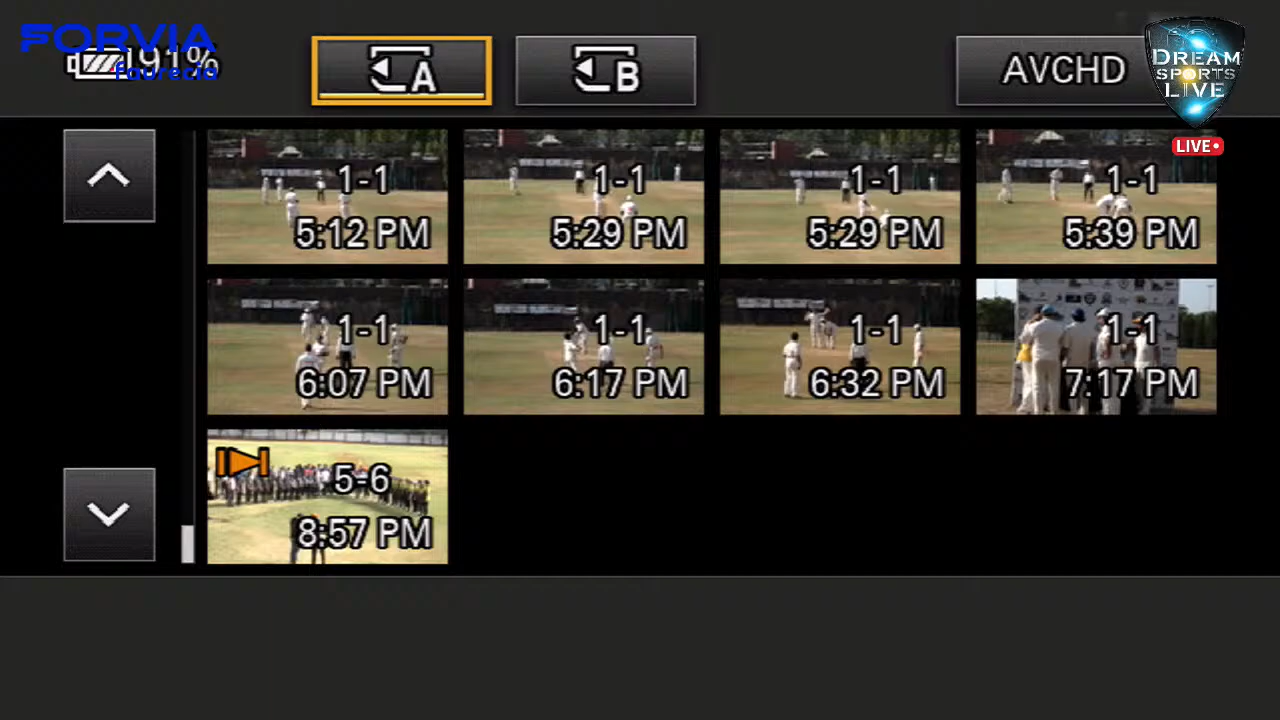 FORVIA
faurecia
91%
A
B
AVCHD
DREAM
SPORTS
LIVE
LIVE
1-1
5:12 PM
1-1
5:29 PM
1-1
5:29 PM
1-1
5:39 PM
1-1
6:07 PM
1-1
6:17 PM
1-1
6:32 PM
1-1
7:17 PM
5-6
8:57 PM